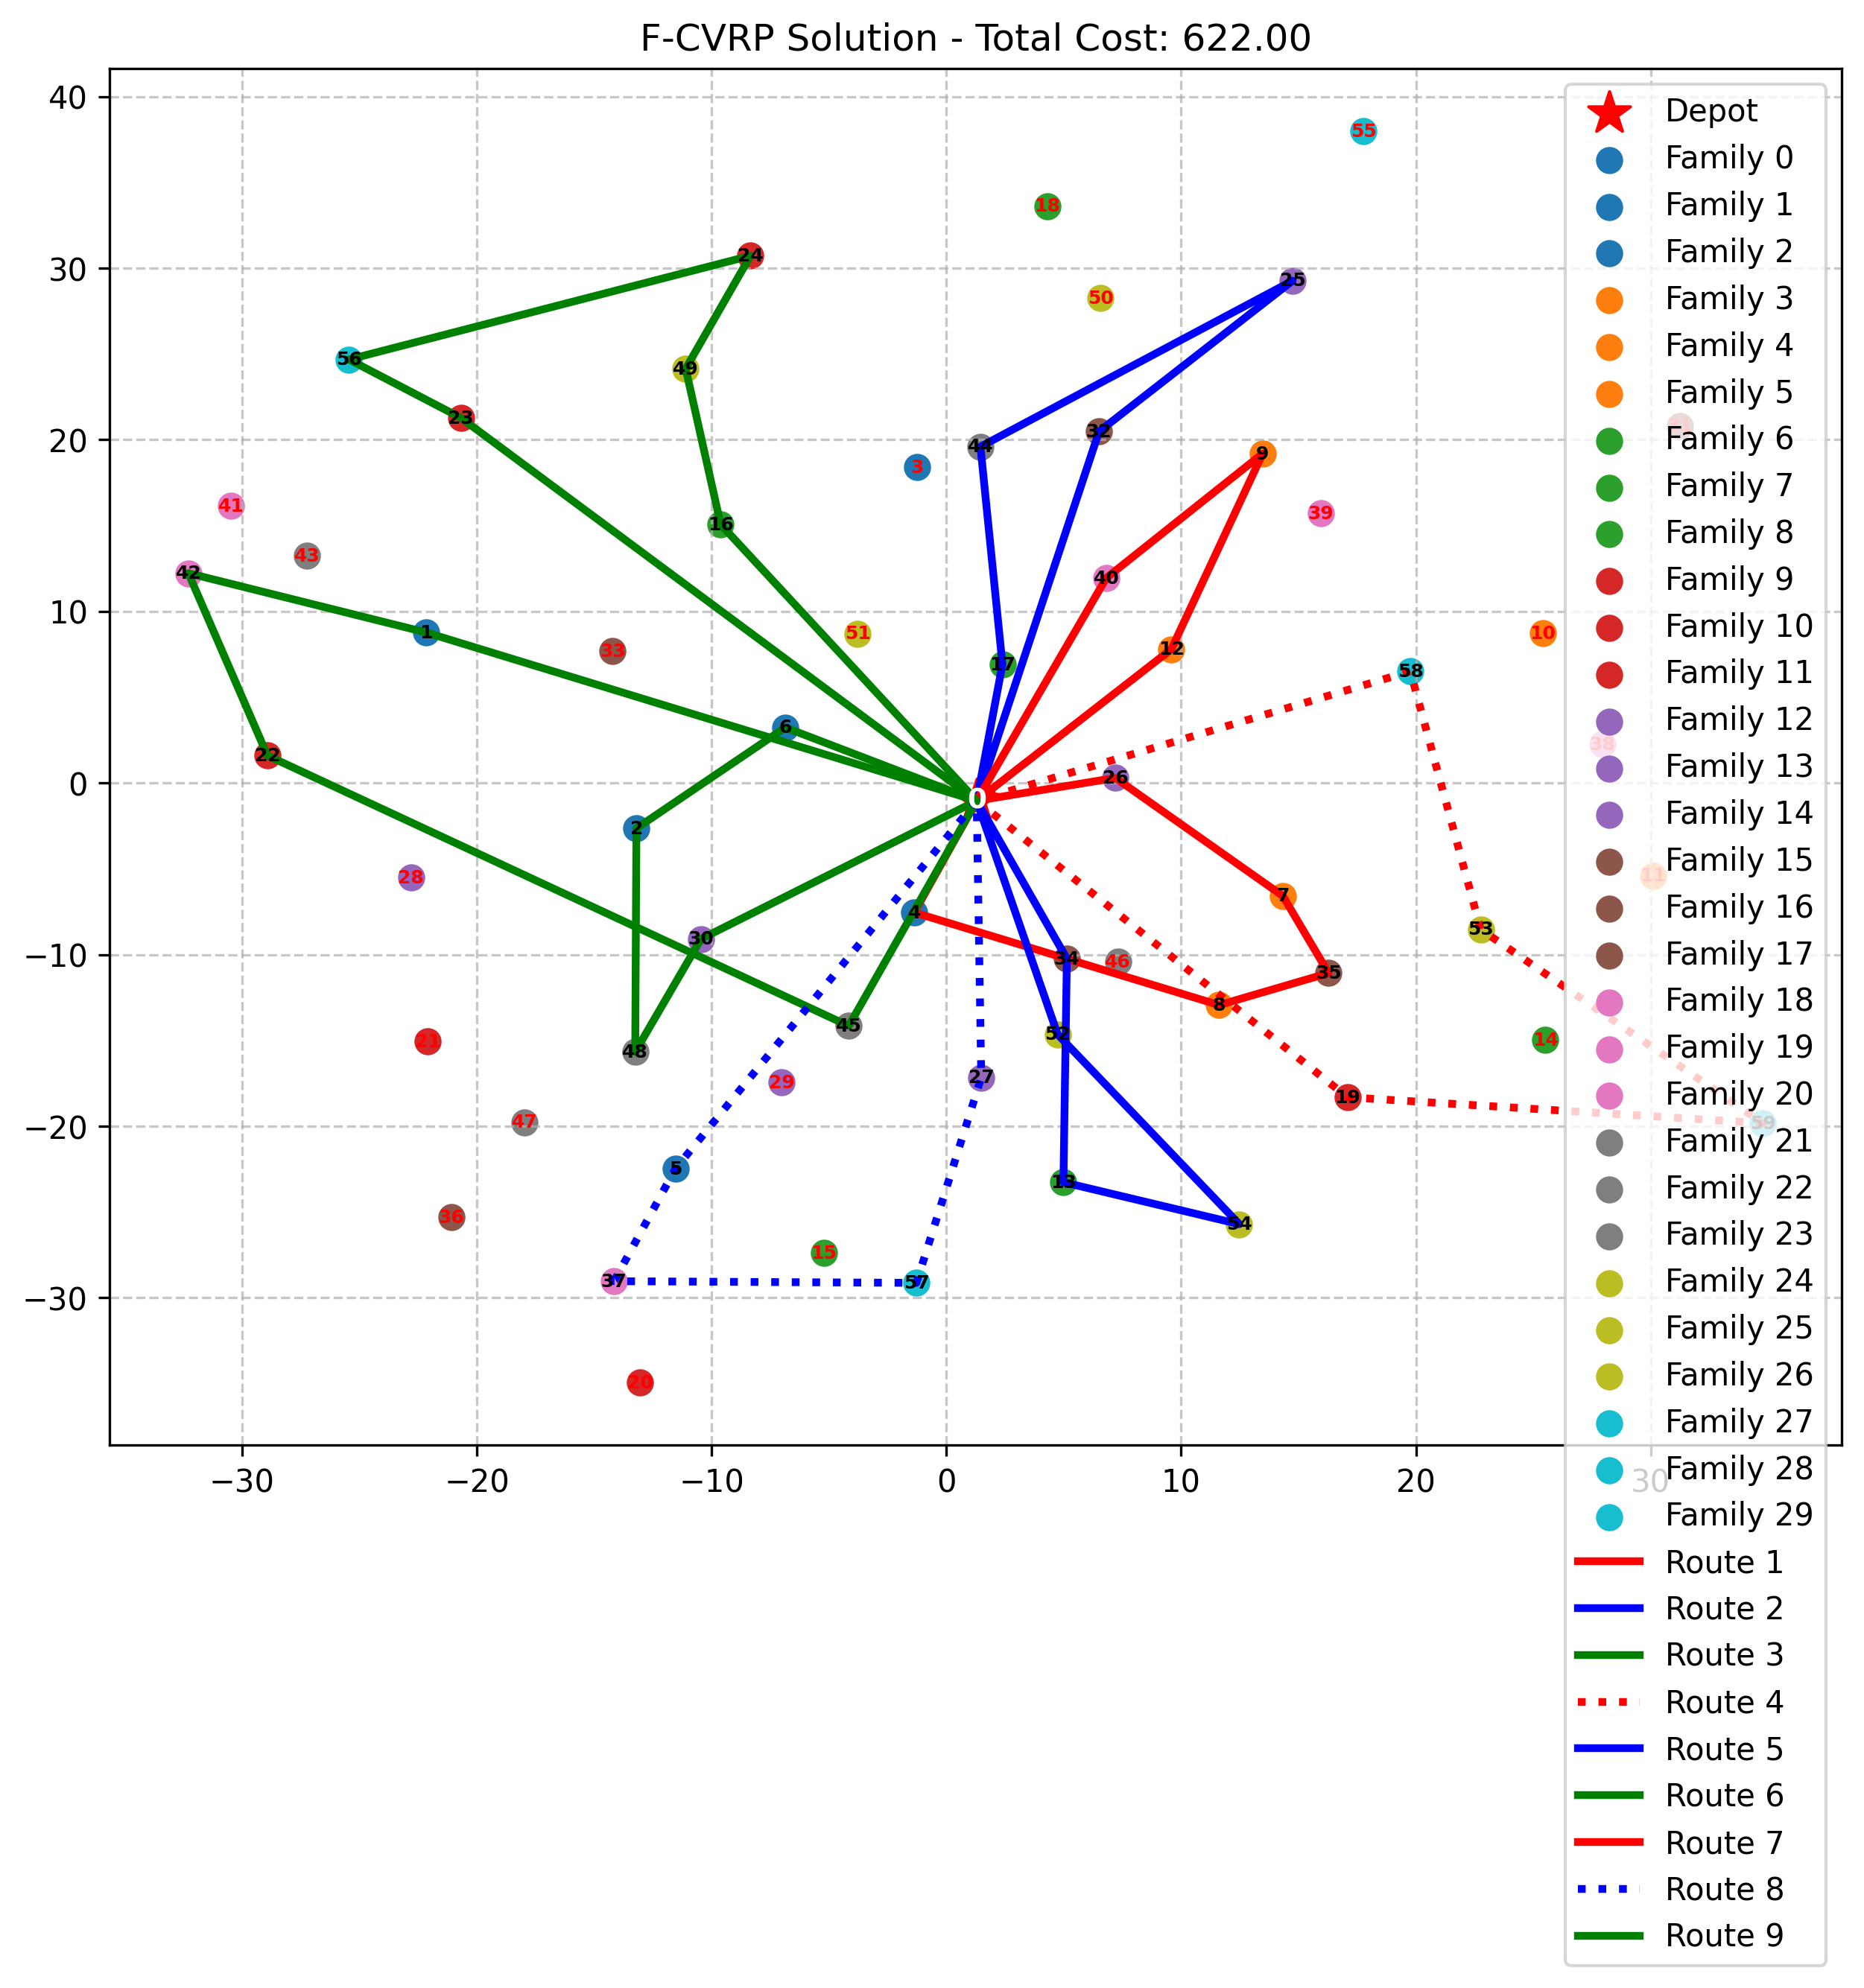 F-CVRP Solution - Total Cost: 622.00
40
30
20
10
0
−10
−20
−30
−30
−20
−10
0
10
20
30
55
18
50
25
24
56
49
23
44
32
9
3
41
16
39
43
42
40
1
51
10
33
12
17
58
38
22
6
26
0
2
28
11
7
4
53
30
34
46
35
8
45
52
14
21
48
27
29
19
59
47
5
13
54
36
15
37
57
20
Depot
Family 0
Family 1
Family 2
Family 3
Family 4
Family 5
Family 6
Family 7
Family 8
Family 9
Family 10
Family 11
Family 12
Family 13
Family 14
Family 15
Family 16
Family 17
Family 18
Family 19
Family 20
Family 21
Family 22
Family 23
Family 24
Family 25
Family 26
Family 27
Family 28
Family 29
Route 1
Route 2
Route 3
Route 4
Route 5
Route 6
Route 7
Route 8
Route 9